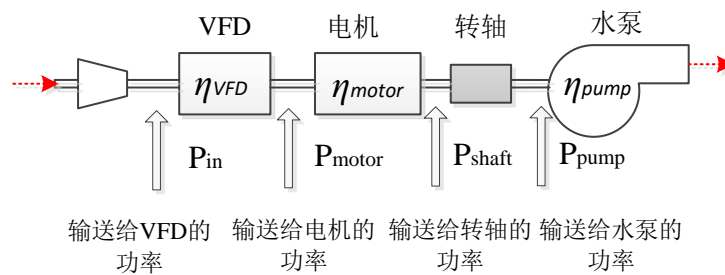 VFD 电机 转轴 水泵
ηVFD ηmotor ηpump
Pin Pmotor Pshaft Ppump
输送给VFD的 输送给电机的 输送给转轴的 输送给水泵的
功率 功率 功率 功率